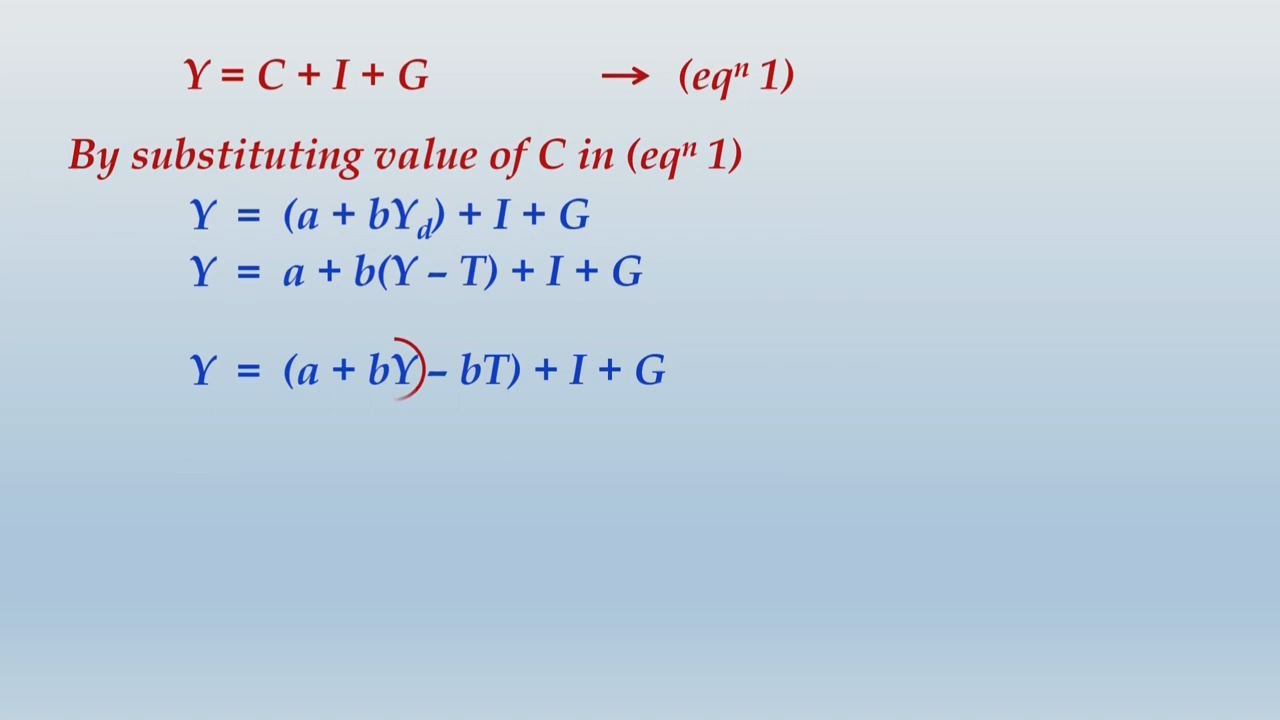 Y = C + I + G → (eqⁿ 1)
By substituting value of C in (eqⁿ 1)
Y = (a + bY_d) + I + G
Y = a + b(Y – T) + I + G
Y = (a + bY – bT) + I + G